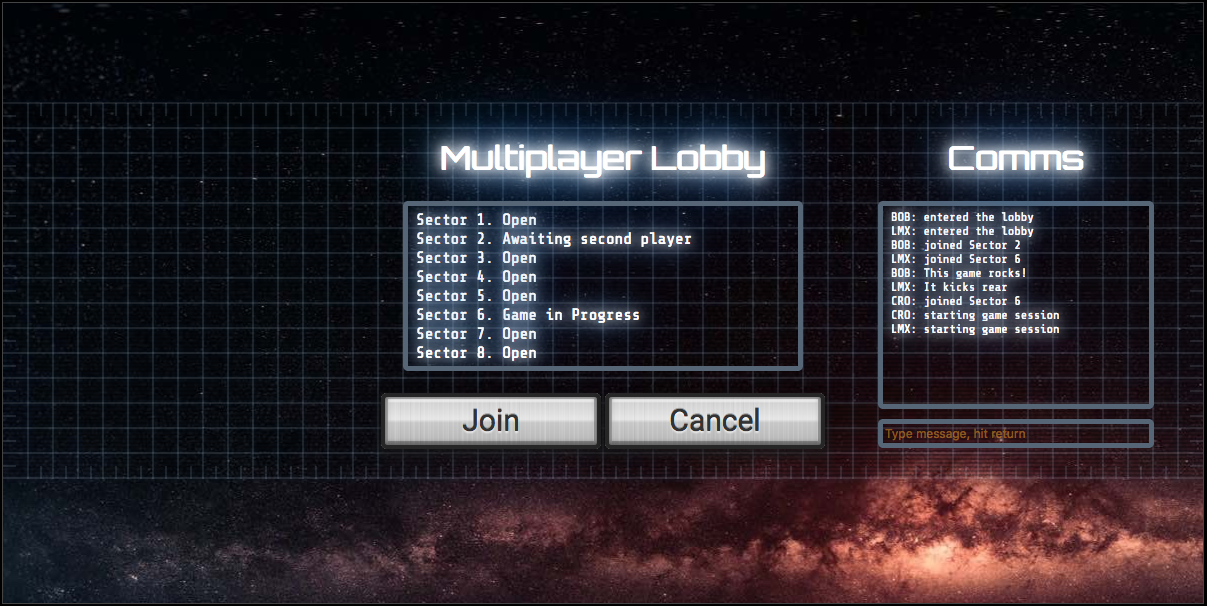 Multiplayer Lobby
Sector 1. Open
Sector 2. Awaiting second player
Sector 3. Open
Sector 4. Open
Sector 5. Open
Sector 6. Game in Progress
Sector 7. Open
Sector 8. Open
Join
Cancel
Comms
BOB: entered the lobby
LMX: entered the lobby
BOB: joined Sector 2
LMX: joined Sector 6
BOB: This game rocks!
LMX: It kicks rear
CRO: joined Sector 6
CRO: starting game session
LMX: starting game session
Type message, hit return